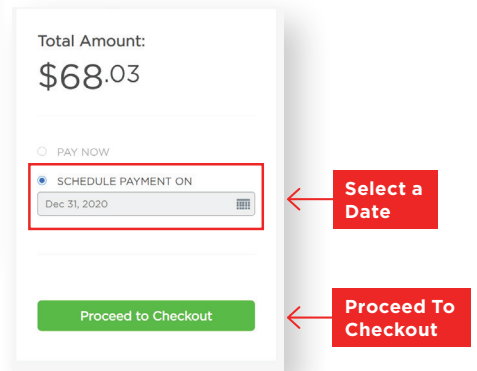 Total Amount:
$68.03
PAY NOW
SCHEDULE PAYMENT ON
Dec 31, 2020
Select a
Date
Proceed to Checkout
Proceed To
Checkout